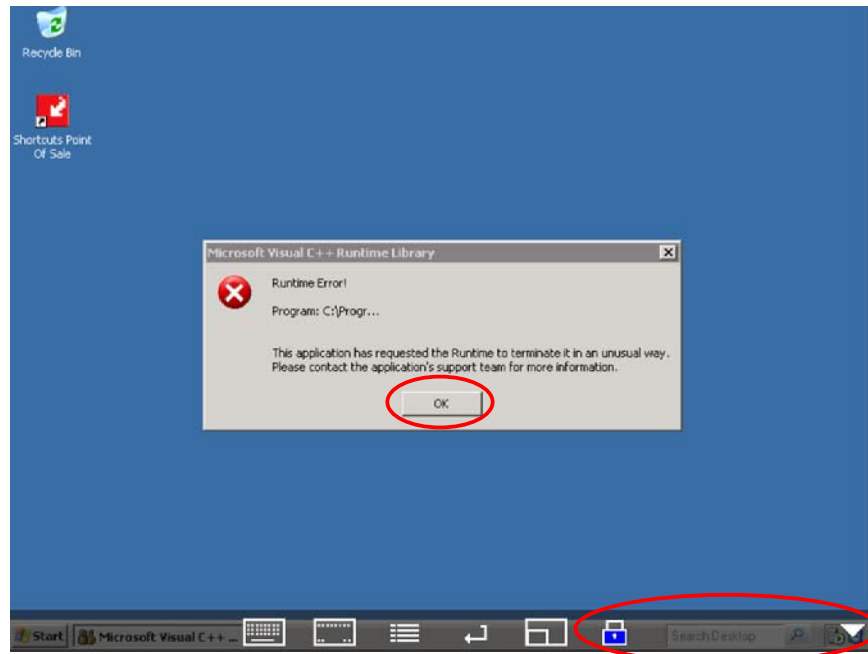 Recycle Bin
Shortcuts Point
Of Sale
Microsoft Visual C++ Runtime Library
Runtime Error!
Program: C:\Progr...
This application has requested the Runtime to terminate it in an unusual way.
Please contact the application's support team for more information.
OK
Start
Microsoft Visual C++ ...
Search Desktop